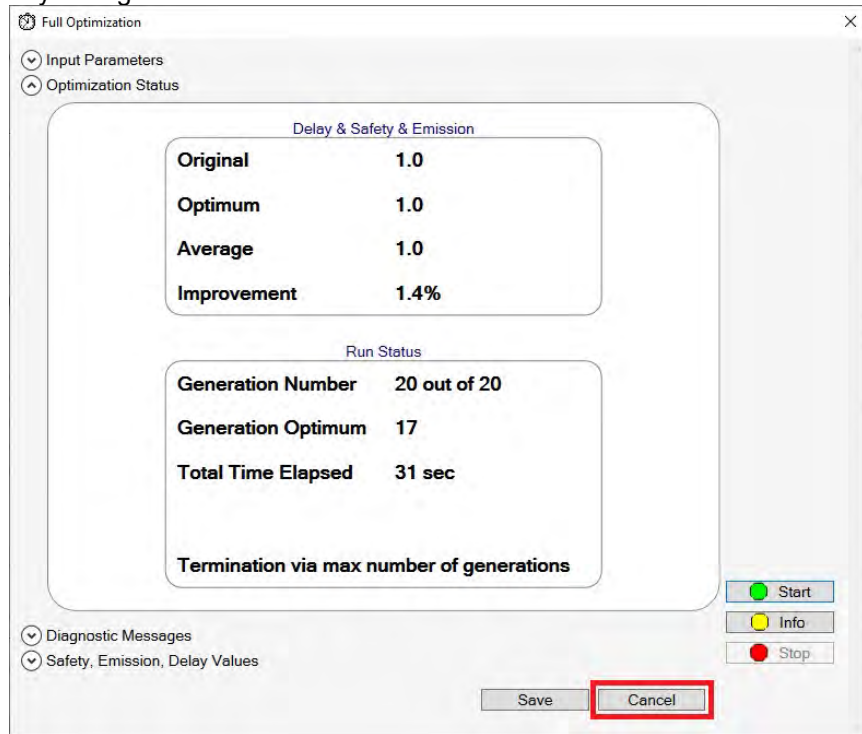 Full Optimization
Input Parameters
Optimization Status
Delay & Safety & Emission
Original 1.0
Optimum 1.0
Average 1.0
Improvement 1.4%
Run Status
Generation Number 20 out of 20
Generation Optimum 17
Total Time Elapsed 31 sec
Termination via max number of generations
Start
Info
Stop
Diagnostic Messages
Safety, Emission, Delay Values
Save Cancel